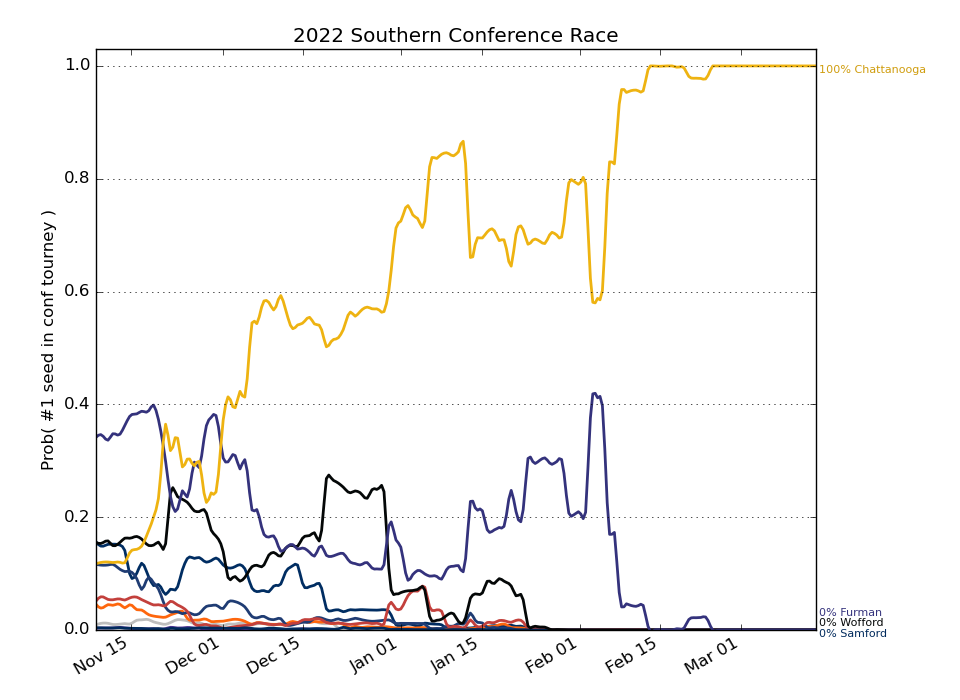 2022 Southern Conference Race
Prob( #1 seed in conf tourney )
1.0
0.8
0.6
0.4
0.2
0.0
100% Chattanooga
0% Furman
0% Wofford
0% Samford
Nov 15
Dec 01
Dec 15
Jan 01
Jan 15
Feb 01
Feb 15
Mar 01